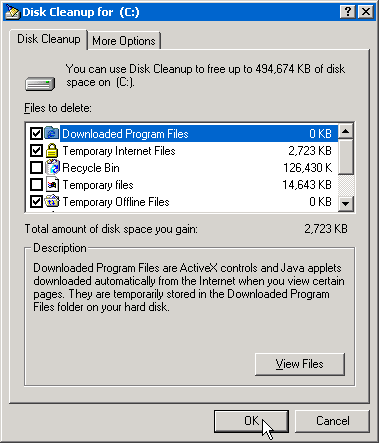 Disk Cleanup for (C:)
Disk Cleanup
More Options
You can use Disk Cleanup to free up to 494,674 KB of disk
space on (C:).
Files to delete:
Downloaded Program Files 0 KB
Temporary Internet Files 2,723 KB
Recycle Bin 126,430 K
Temporary files 14,643 KB
Temporary Offline Files 0 KB
Total amount of disk space you gain: 2,723 KB
Description
Downloaded Program Files are ActiveX controls and Java applets
downloaded automatically from the Internet when you view certain
pages. They are temporarily stored in the Downloaded Program
Files folder on your hard disk.
View Files
OK
Cancel